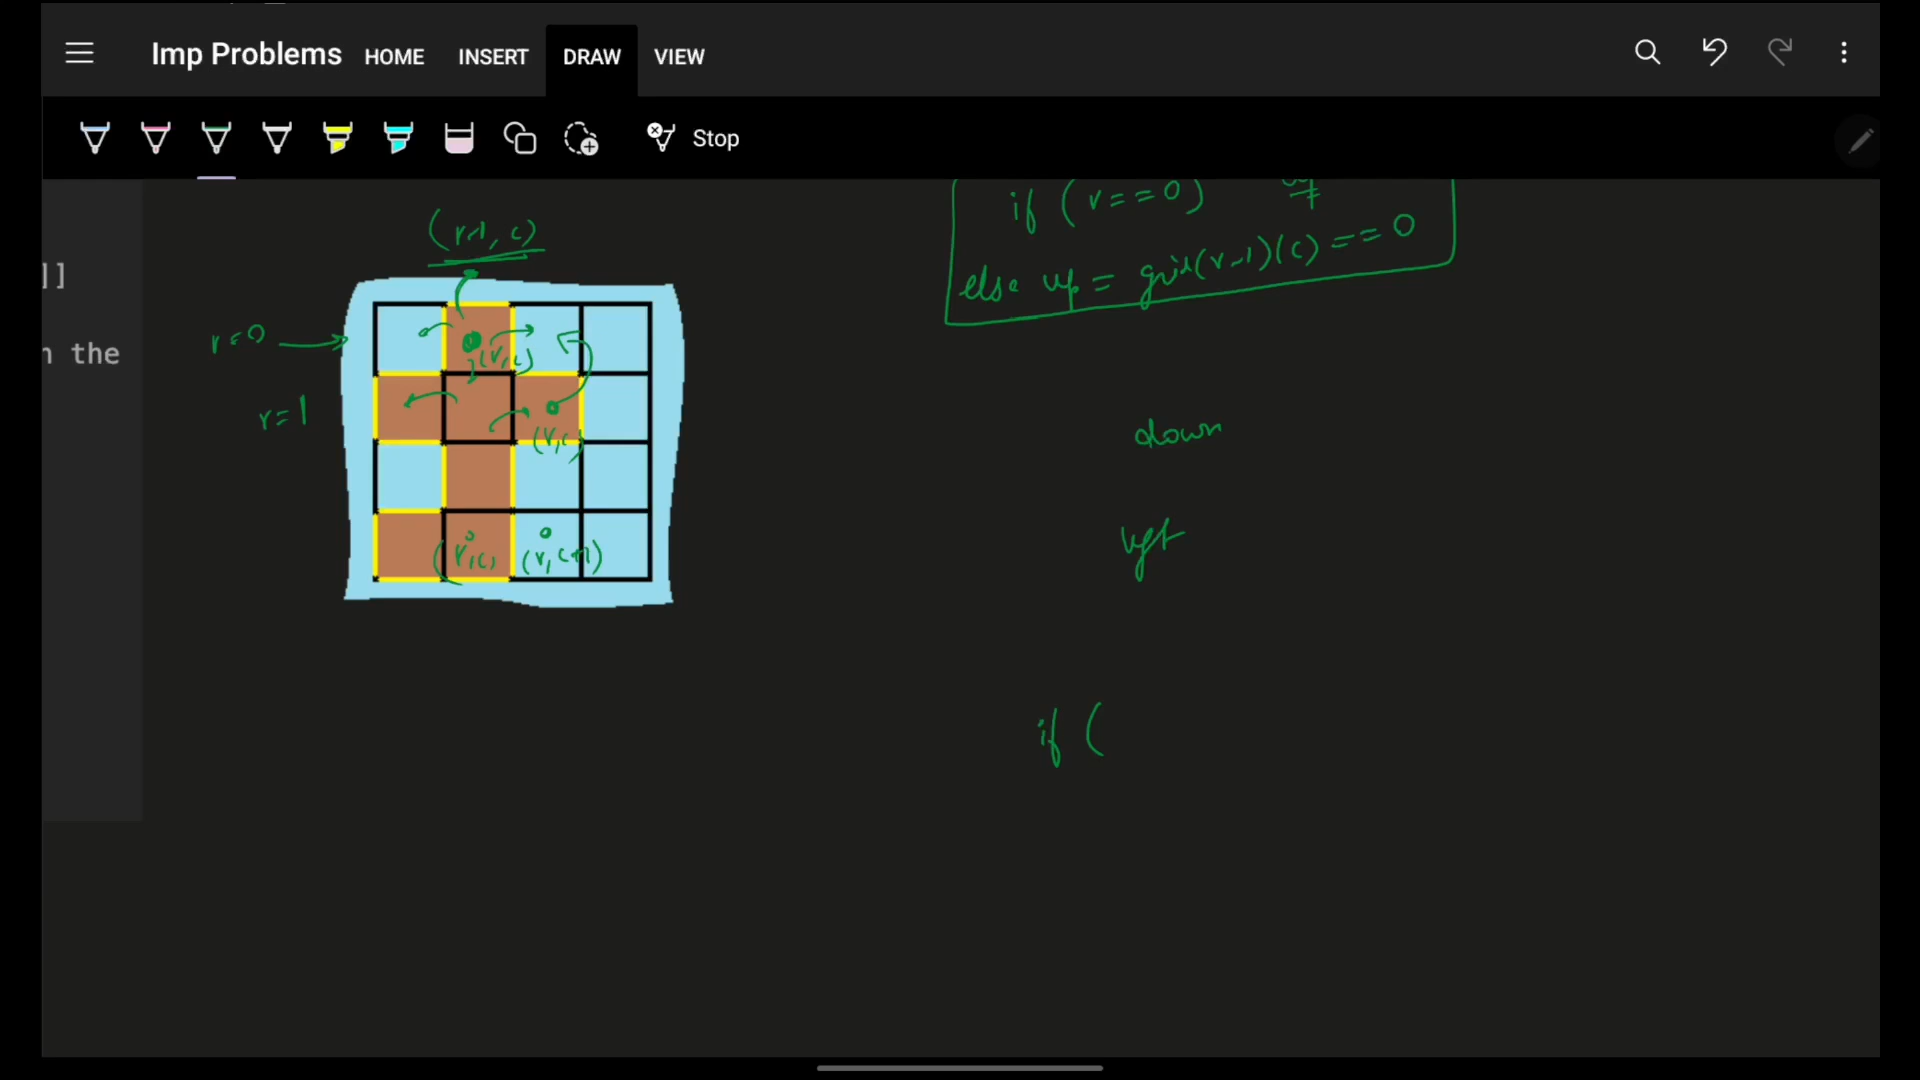 Imp Problems HOME INSERT DRAW VIEW
Stop
]]
n the
if (r==0)
else up = grid(r-1)(c) == 0
(r-1, c)
r=0
(r,c)
r=1
(r,c)
(r,c) (r,c+1)
down
if (